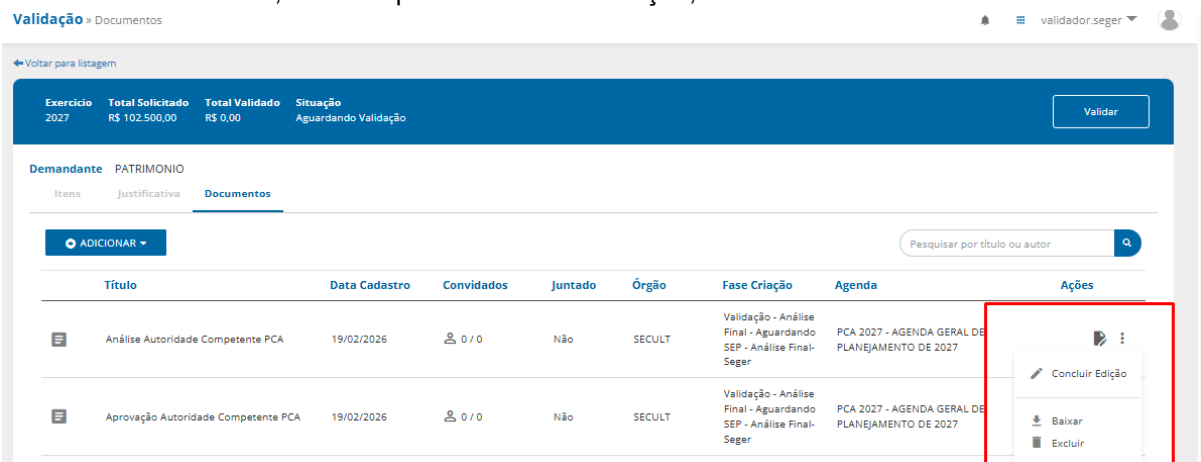 Validação » Documentos
validador.seger
Voltar para listagem
Exercicio Total Solicitado Total Validado Situação
2027 R$ 102.500,00 R$ 0,00 Aguardando Validação
Validar
Demandante PATRIMONIO
Itens Justificativa Documentos
ADICIONAR
Pesquisar por título ou autor
Título Data Cadastro Convidados Juntado Órgão Fase Criação Agenda Ações
Análise Autoridade Competente PCA 19/02/2026 0 / 0 Não SECULT
Validação - Análise
Final - Aguardando
SEP - Análise Final-
Seger
PCA 2027 - AGENDA GERAL DE
PLANEJAMENTO DE 2027
Concluir Edição
Aprovação Autoridade Competente PCA 19/02/2026 0 / 0 Não SECULT
Validação - Análise
Final - Aguardando
SEP - Análise Final-
Seger
PCA 2027 - AGENDA GERAL DE
PLANEJAMENTO DE 2027
Baixar
Excluir